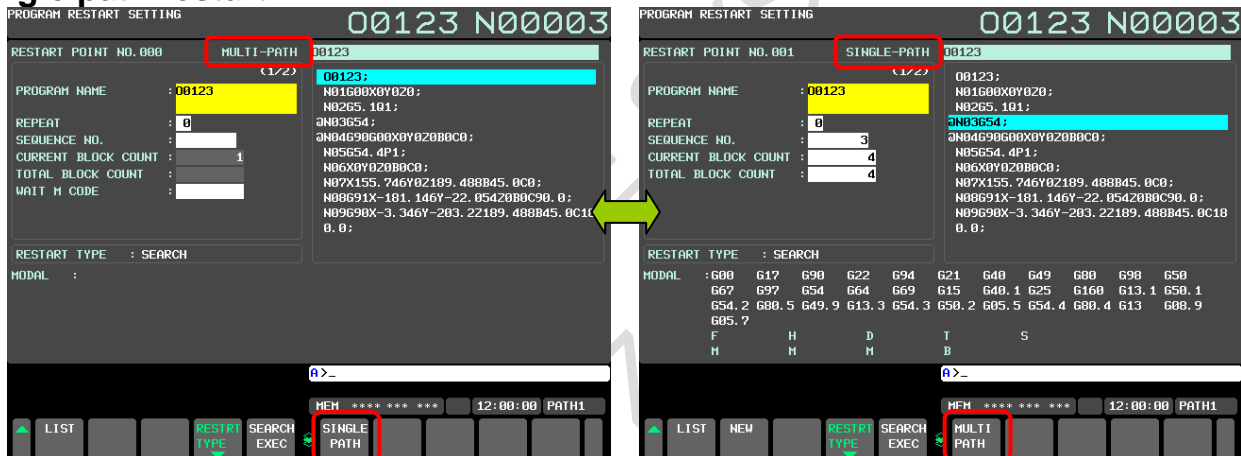 PROGRAM RESTART SETTING
O0123 N00003
RESTART POINT NO.000 MULTI-PATH
O0123
(1/2)
PROGRAM NAME :O0123
REPEAT : 0
SEQUENCE NO. :
CURRENT BLOCK COUNT : 1
TOTAL BLOCK COUNT :
WAIT M CODE :
O0123;
N01G00X0Y0Z0;
N02G5.1Q1;
@N03G54;
@N04G90G00X0Y0Z0B0C0;
N05G54.4P1;
N06X0Y0Z0B0C0;
N07X155.746Y0Z189.488B45.0C0;
N08G91X-181.146Y-22.054Z0B0C90.0;
N09G90X-3.346Y-203.2Z189.488B45.0C18
0.0;
RESTART TYPE : SEARCH
MODAL :
A>_
MEM **** *** *** 12:00:00 PATH1
LIST RESTRT TYPE SEARCH EXEC SINGLE PATH
PROGRAM RESTART SETTING
O0123 N00003
RESTART POINT NO.001 SINGLE-PATH
O0123
(1/2)
PROGRAM NAME :O0123
REPEAT : 0
SEQUENCE NO. : 3
CURRENT BLOCK COUNT : 4
TOTAL BLOCK COUNT : 4
O0123;
N01G00X0Y0Z0;
N02G5.1Q1;
@N03G54;
@N04G90G00X0Y0Z0B0C0;
N05G54.4P1;
N06X0Y0Z0B0C0;
N07X155.746Y0Z189.488B45.0C0;
N08G91X-181.146Y-22.054Z0B0C90.0;
N09G90X-3.346Y-203.2Z189.488B45.0C18
0.0;
RESTART TYPE : SEARCH
MODAL :G00 G17 G90 G22 G94 G21 G40 G49 G80 G98 G50
G67 G97 G54 G64 G69 G15 G40.1 G25 G160 G13.1 G50.1
G54.2 G80.5 G49.9 G13.3 G54.3 G50.2 G05.5 G54.4 G80.4 G13 G08.9
G05.7
F H D T S
M M M B
A>_
MEM **** *** *** 12:00:00 PATH1
LIST NEW RESTRT TYPE SEARCH EXEC MULTI PATH